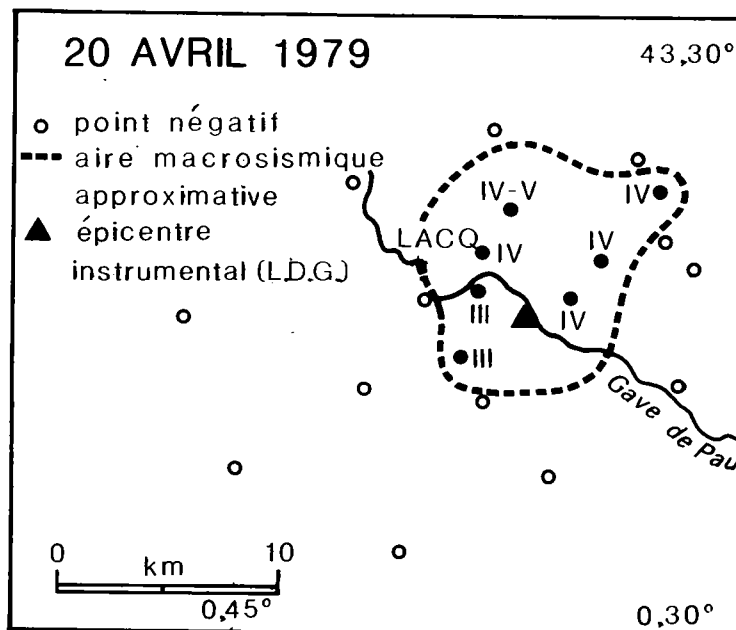 20 AVRIL 1979
43,30°
point négatif
aire macrosismique
approximative
épicentre
instrumental (L.D.G.)
IV-V
IV
LACQ
IV
IV
III
IV
III
Gave de Pau
0
10
km
0,45°
0,30°